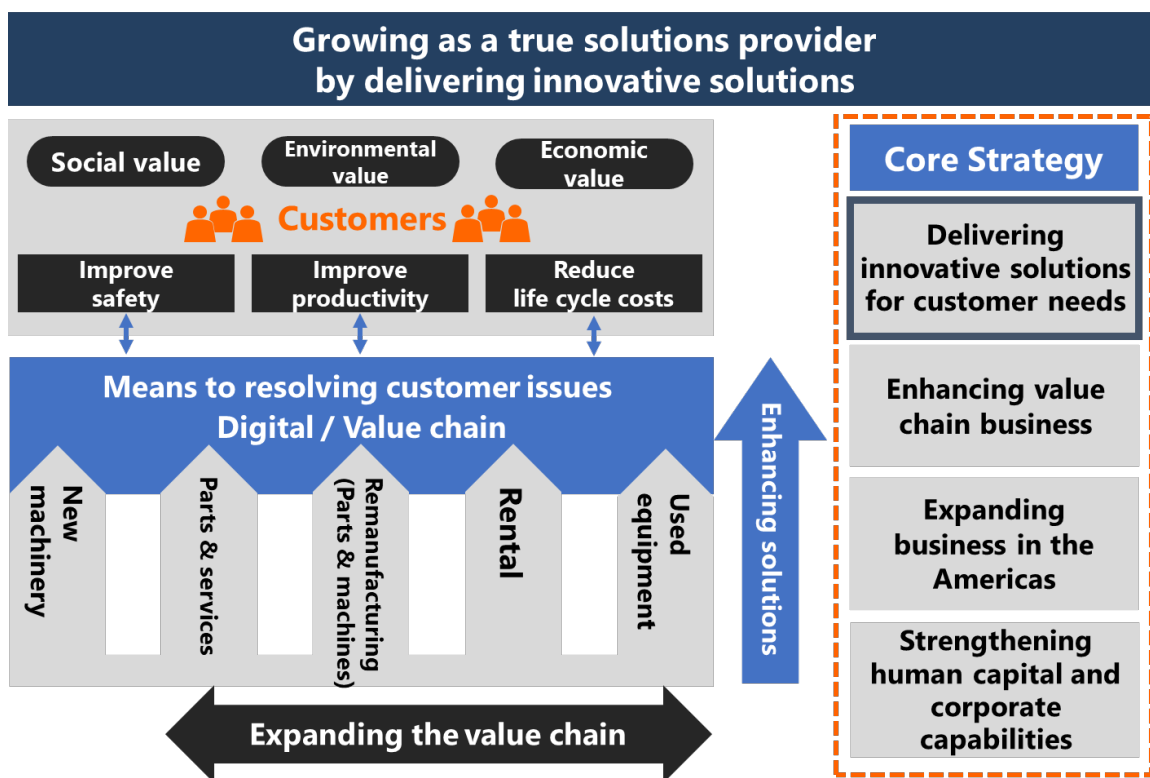 Growing as a true solutions provider
by delivering innovative solutions
Social value
Environmental
value
Economic
value
Customers
Improve
safety
Improve
productivity
Reduce
life cycle costs
Means to resolving customer issues
Digital / Value chain
New
machinery
Parts & services
Remanufacturing
(Parts & machines)
Rental
Used
equipment
Expanding the value chain
Enhancing solutions
Core Strategy
Delivering
innovative solutions
for customer needs
Enhancing value
chain business
Expanding
business in the
Americas
Strengthening
human capital and
corporate
capabilities